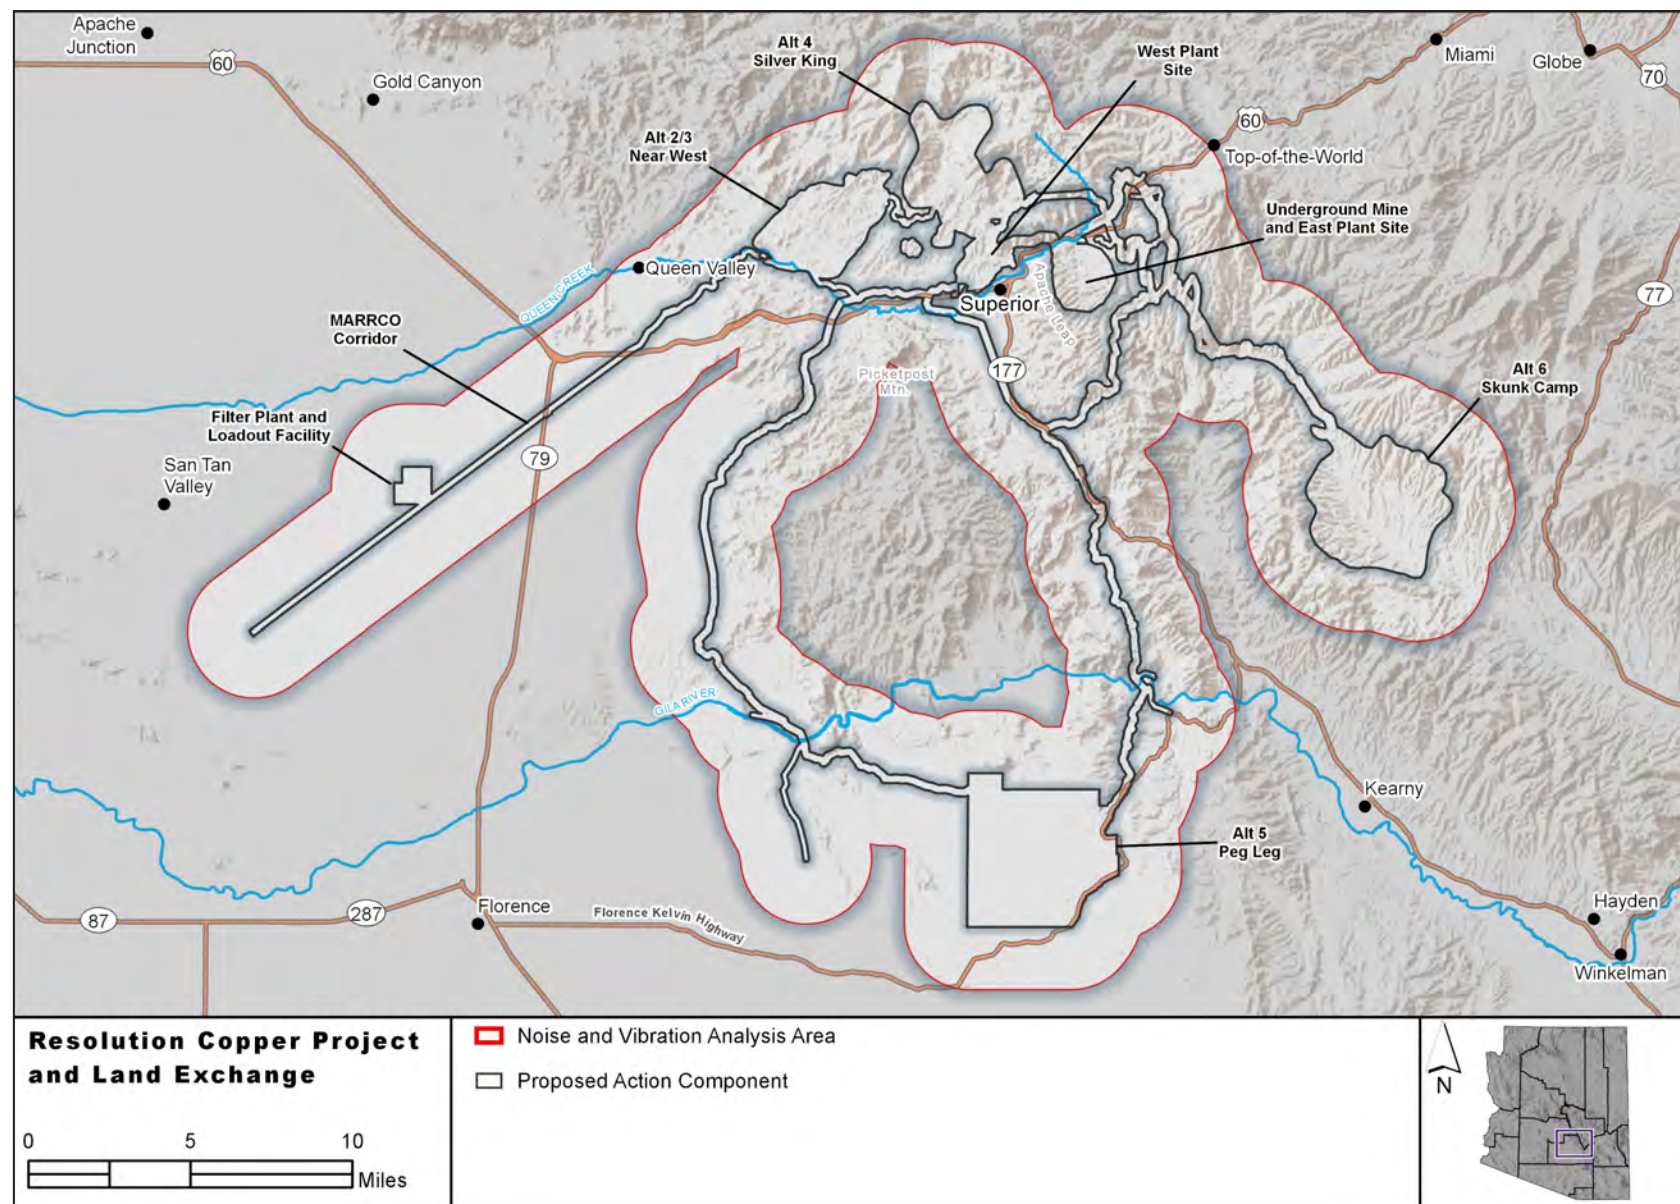 Apache
Junction
60
Gold Canyon
Alt 4
Silver King
West Plant
Site
Miami
Globe
70
60
Top-of-the-World
Alt 2/3
Near West
Underground Mine
and East Plant Site
Queen Valley
QUEEN CREEK
Superior
Apache Leap
77
MARRCO
Corridor
Picketpost
Mtn.
177
Alt 6
Skunk Camp
Filter Plant and
Loadout Facility
79
San Tan
Valley
GILA RIVER
Kearny
Alt 5
Peg Leg
87
287
Florence
Florence Kelvin Highway
Hayden
Winkelman
Resolution Copper Project
and Land Exchange
0 5 10
Miles
Noise and Vibration Analysis Area
Proposed Action Component
N